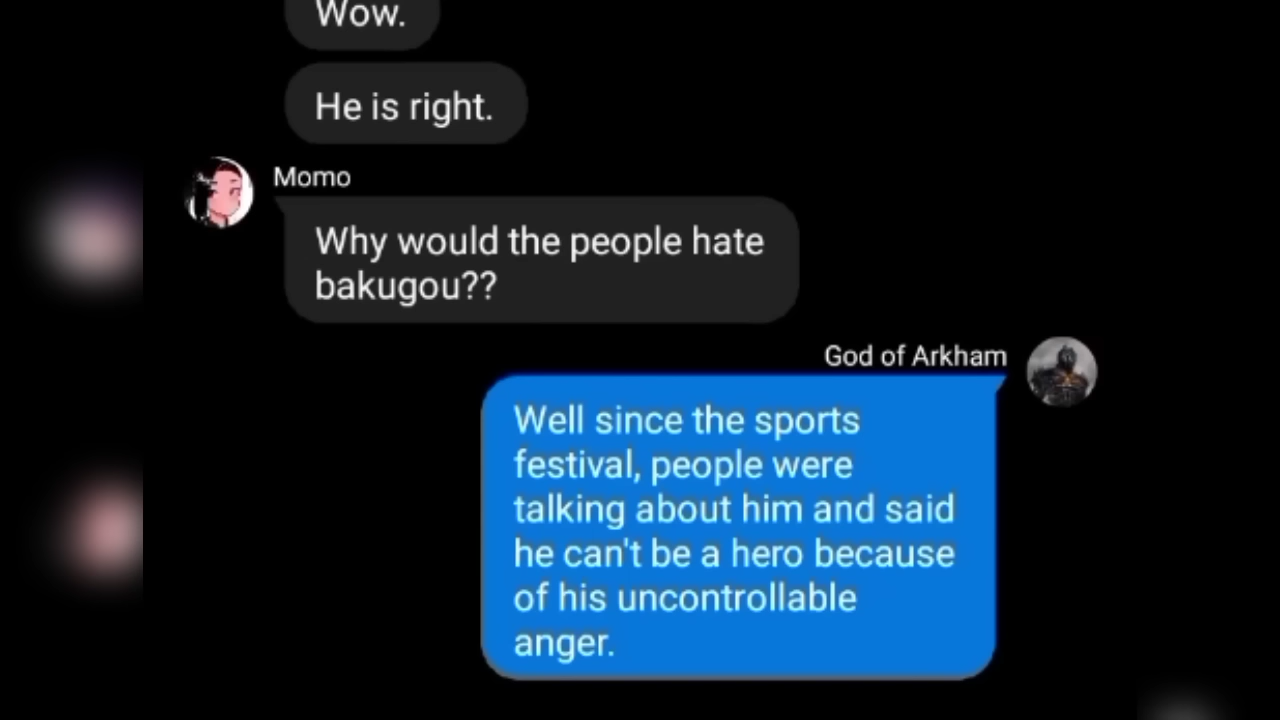 Wow.
He is right.
Momo
Why would the people hate
bakugou??
God of Arkham
Well since the sports
festival, people were
talking about him and said
he can't be a hero because
of his uncontrollable
anger.